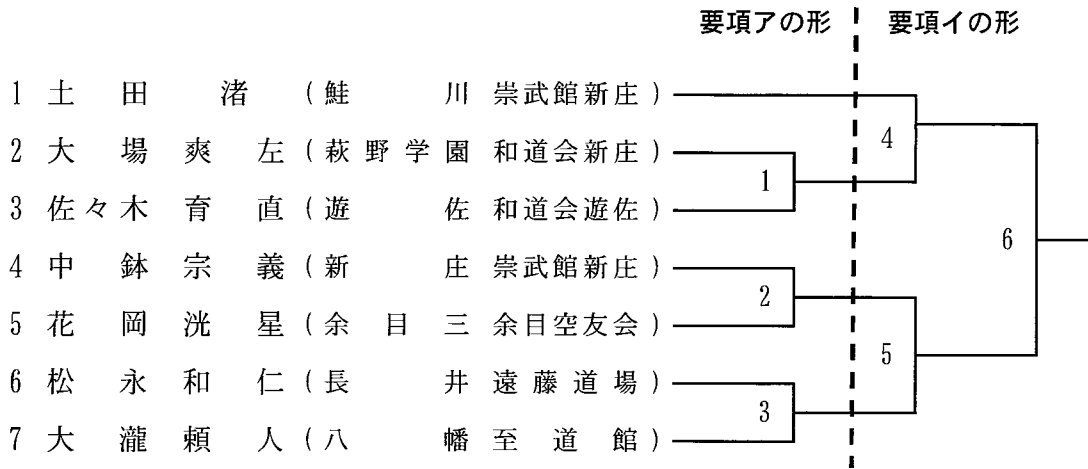 要項アの形 要項イの形
1 土田渚 (鮭川 崇武館新庄)
2 大場爽左 (萩野学園 和道会新庄)
3 佐々木育直 (遊佐 和道会遊佐)
4 中鉢宗義 (新庄 崇武館新庄)
5 花岡洸星 (余目三 余目空友会)
6 松永和仁 (長井 遠藤道場)
7 大瀧頼人 (八幡 至道館)
4
1
6
2
5
3